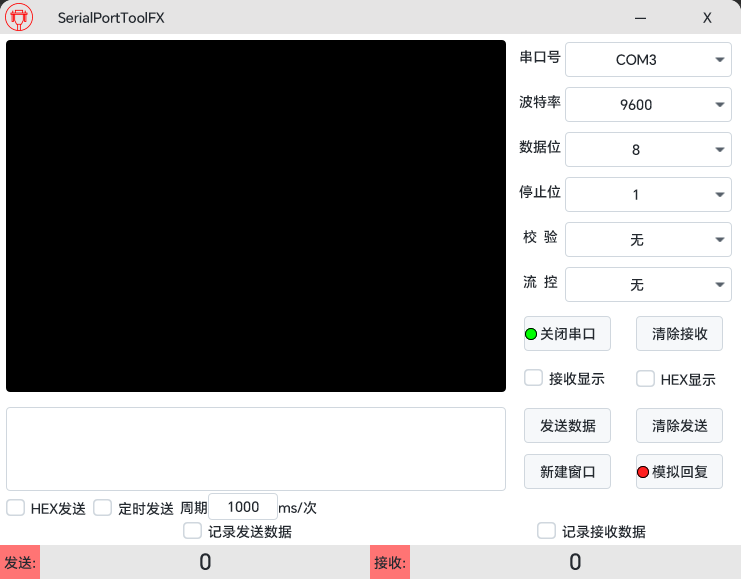 SerialPortToolFX
X
串口号 COM3
波特率 9600
数据位 8
停止位 1
校 验 无
流 控 无
关闭串口 清除接收
接收显示 HEX显示
发送数据 清除发送
新建窗口 模拟回复
HEX发送 定时发送 周期 1000 ms/次
记录发送数据 记录接收数据
发送: 0 接收: 0